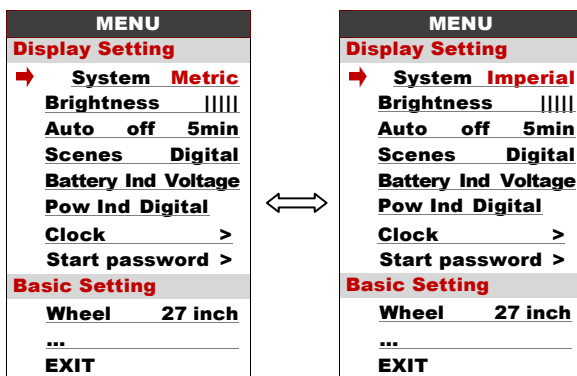 MENU
Display Setting
System Metric
Brightness |||||
Auto off 5min
Scenes Digital
Battery Ind Voltage
Pow Ind Digital
Clock >
Start password >
Basic Setting
Wheel 27 inch
...
EXIT
MENU
Display Setting
System Imperial
Brightness |||||
Auto off 5min
Scenes Digital
Battery Ind Voltage
Pow Ind Digital
Clock >
Start password >
Basic Setting
Wheel 27 inch
...
EXIT